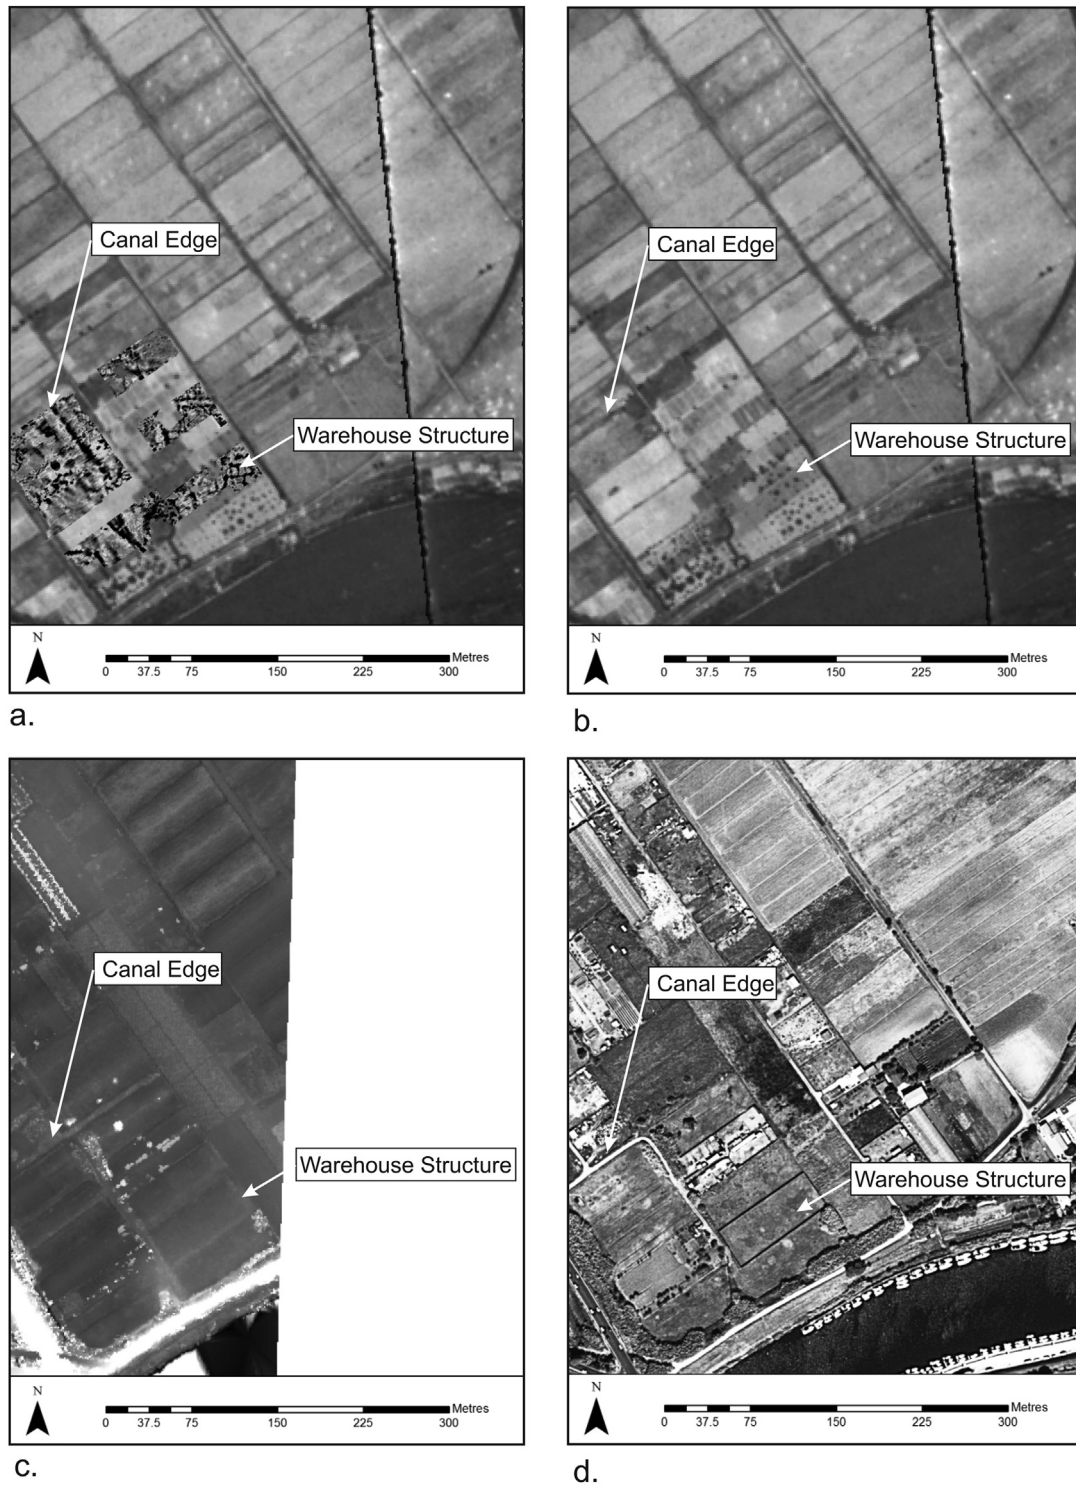 Canal Edge
Warehouse Structure
N
Metres
0 37.5 75 150 225 300
a.
Canal Edge
Warehouse Structure
N
Metres
0 37.5 75 150 225 300
b.
Canal Edge
Warehouse Structure
N
Metres
0 37.5 75 150 225 300
c.
Canal Edge
Warehouse Structure
N
Metres
0 37.5 75 150 225 300
d.